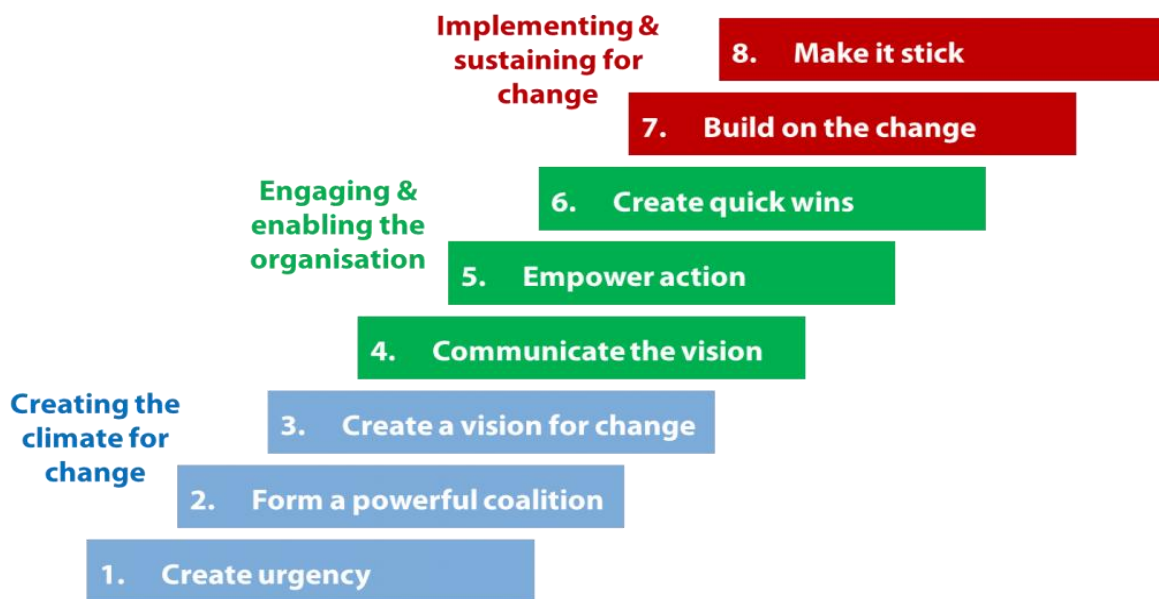 Implementing &
sustaining for
change
8. Make it stick
7. Build on the change
Engaging &
enabling the
organisation
6. Create quick wins
5. Empower action
4. Communicate the vision
Creating the
climate for
change
3. Create a vision for change
2. Form a powerful coalition
1. Create urgency